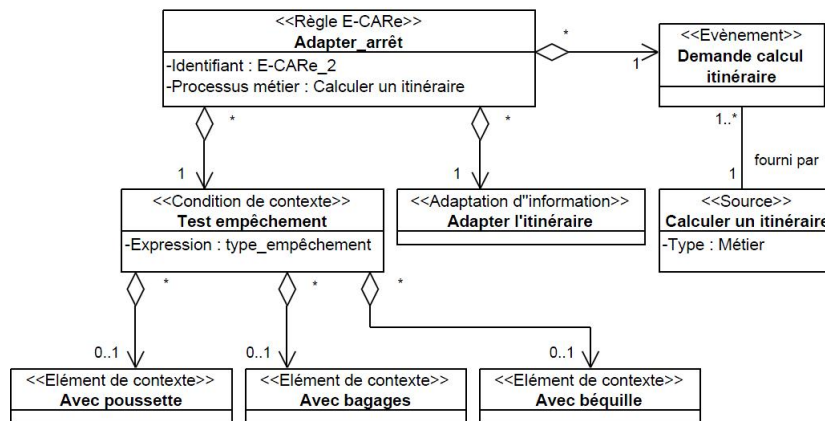 <<Règle E-CARe>>
Adapter_arrêt
-Identifiant : E-CARe_2
-Processus métier : Calculer un itinéraire
*
1
<<Evènement>>
Demande calcul
itinéraire
*
*
1..*
fourni par
1
1
1
<<Condition de contexte>>
Test empêchement
-Expression : type_empêchement
<<Adaptation d"information>>
Adapter l'itinéraire
<<Source>>
Calculer un itinéraire
-Type : Métier
*
*
*
0..1
0..1
0..1
<<Elément de contexte>>
Avec poussette
<<Elément de contexte>>
Avec bagages
<<Elément de contexte>>
Avec béquille